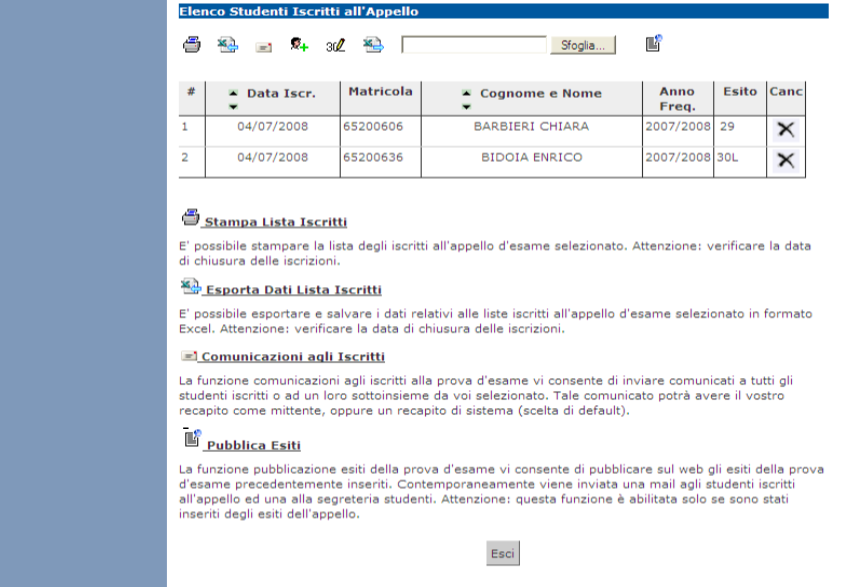 Elenco Studenti Iscritti all'Appello
30L Sfoglia...
# Data Iscr. Matricola Cognome e Nome Anno Freq. Esito Canc
1 04/07/2008 65200606 BARBIERI CHIARA 2007/2008 29
2 04/07/2008 65200636 BIDOIA ENRICO 2007/2008 30L
Stampa Lista Iscritti
E' possibile stampare la lista degli iscritti all'appello d'esame selezionato. Attenzione: verificare la data
di chiusura delle iscrizioni.
Esporta Dati Lista Iscritti
E' possibile esportare e salvare i dati relativi alle liste iscritti all'appello d'esame selezionato in formato
Excel. Attenzione: verificare la data di chiusura delle iscrizioni.
Comunicazioni agli Iscritti
La funzione comunicazioni agli iscritti alla prova d'esame vi consente di inviare comunicati a tutti gli
studenti iscritti o ad un loro sottoinsieme da voi selezionato. Tale comunicato potrà avere il vostro
recapito come mittente, oppure un recapito di sistema (scelta di default).
Pubblica Esiti
La funzione pubblicazione esiti della prova d'esame vi consente di pubblicare sul web gli esiti della prova
d'esame precedentemente inseriti. Contemporaneamente viene inviata una mail agli studenti iscritti
all'appello ed una alla segreteria studenti. Attenzione: questa funzione è abilitata solo se sono stati
inseriti degli esiti dell'appello.
Esci